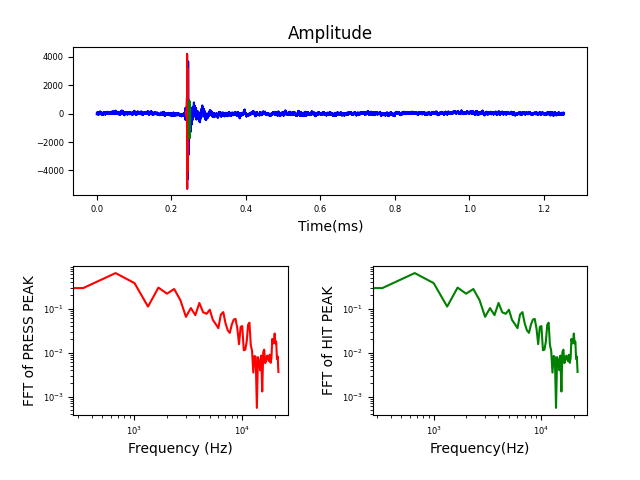 Amplitude
4000
2000
0
−2000
−4000
0.0 0.2 0.4 0.6 0.8 1.0 1.2
Time(ms)
FFT of PRESS PEAK
10⁻¹
10⁻²
10⁻³
10³ 10⁴
Frequency (Hz)
FFT of HIT PEAK
10⁻¹
10⁻²
10⁻³
10³ 10⁴
Frequency(Hz)